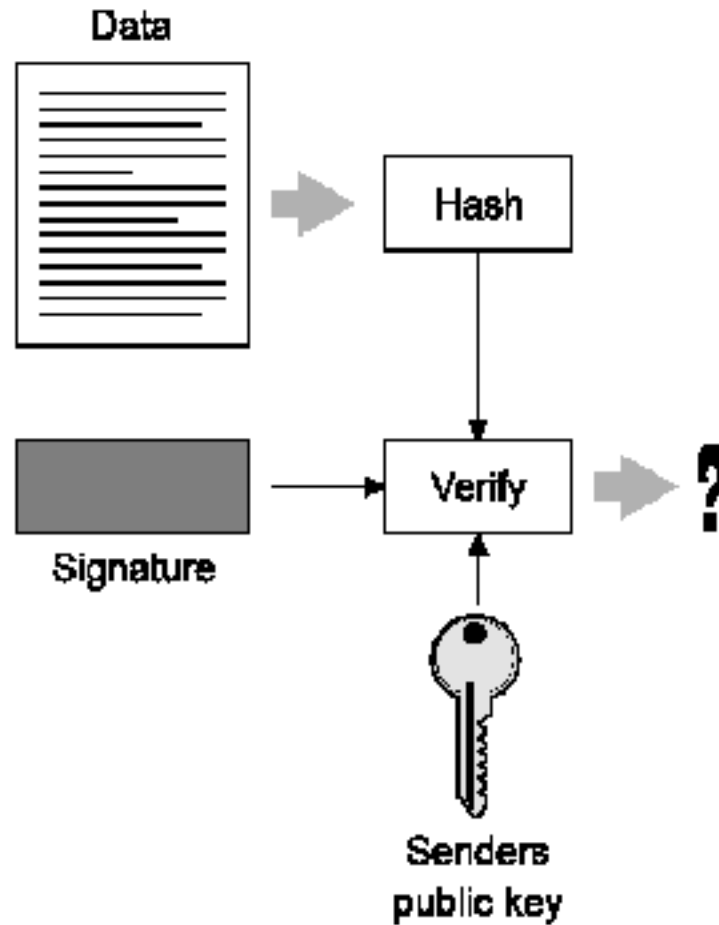 Data
Hash
Verify
?
Signature
Senders
public key